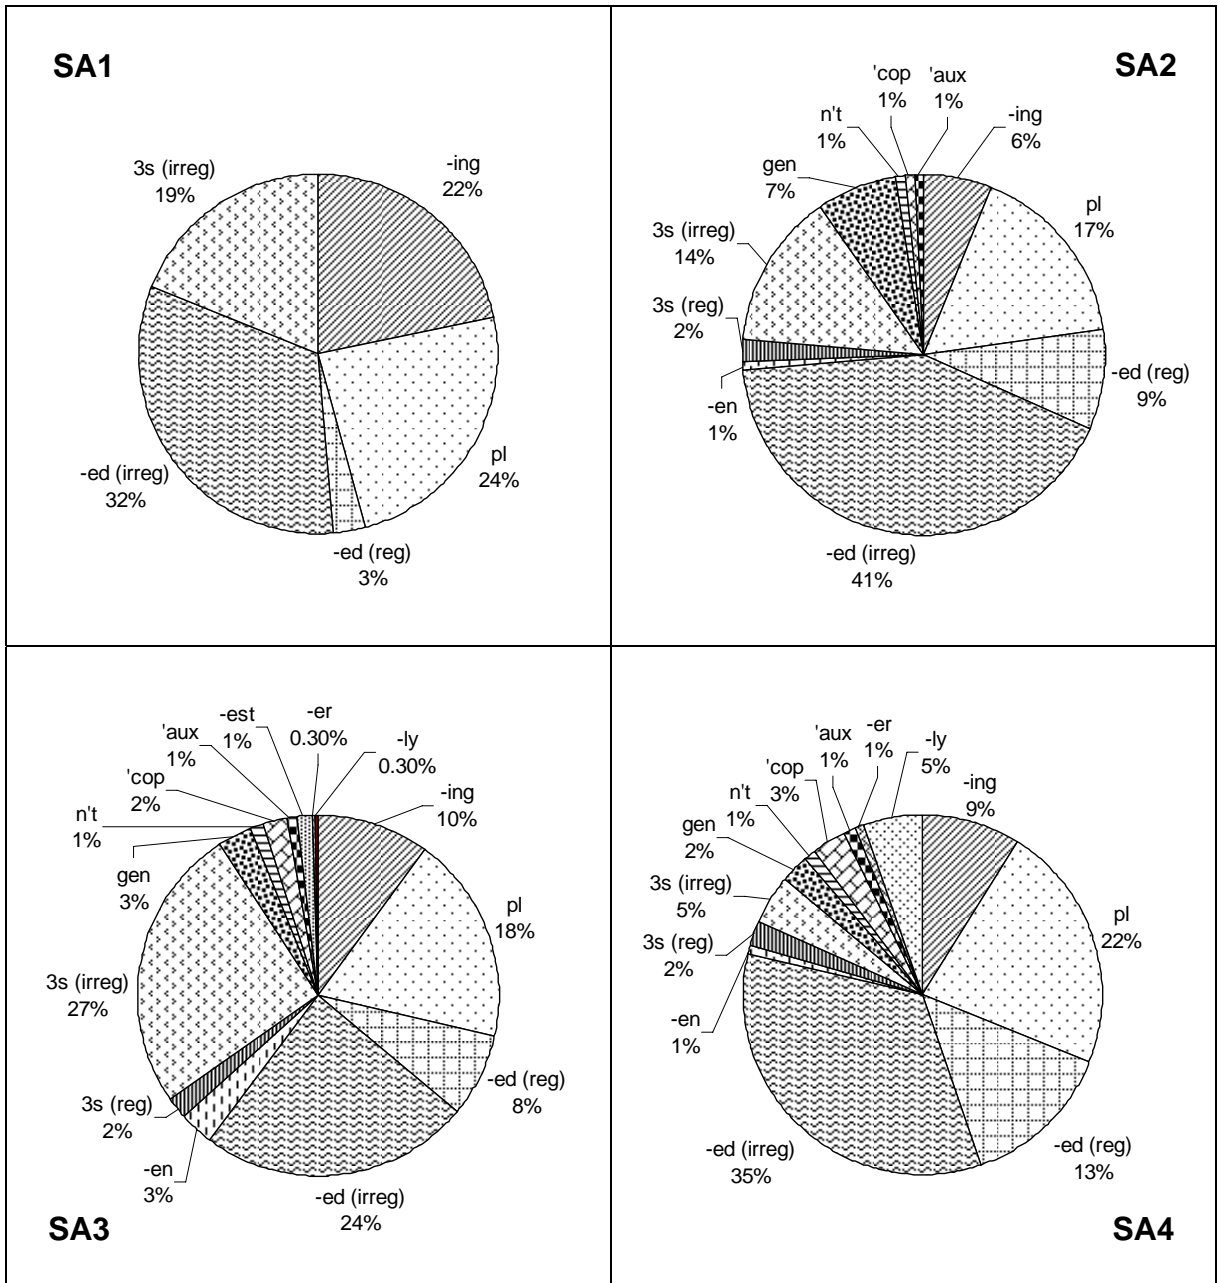 SA1
3s (irreg)
19%
-ing
22%
pl
24%
-ed (reg)
3%
-ed (irreg)
32%
SA2
'cop
1%
'aux
1%
n't
1%
-ing
6%
gen
7%
pl
17%
3s (irreg)
14%
3s (reg)
2%
-ed (reg)
9%
-en
1%
-ed (irreg)
41%
-est
1%
-er
0.30%
'aux
1%
-ly
0.30%
'cop
2%
-ing
10%
n't
1%
gen
3%
pl
18%
3s (irreg)
27%
-ed (reg)
8%
3s (reg)
2%
-en
3%
-ed (irreg)
24%
SA3
'aux
1%
-er
1%
-ly
5%
'cop
3%
-ing
9%
n't
1%
gen
2%
3s (irreg)
5%
pl
22%
3s (reg)
2%
-en
1%
-ed (irreg)
35%
-ed (reg)
13%
SA4